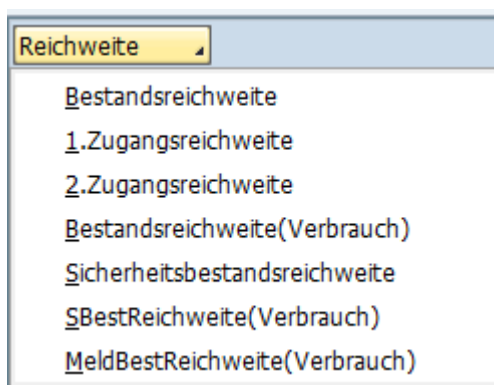 Reichweite
Bestandsreichweite
1.Zugangsreichweite
2.Zugangsreichweite
Bestandsreichweite(Verbrauch)
Sicherheitsbestandsreichweite
SBestReichweite(Verbrauch)
MeldBestReichweite(Verbrauch)